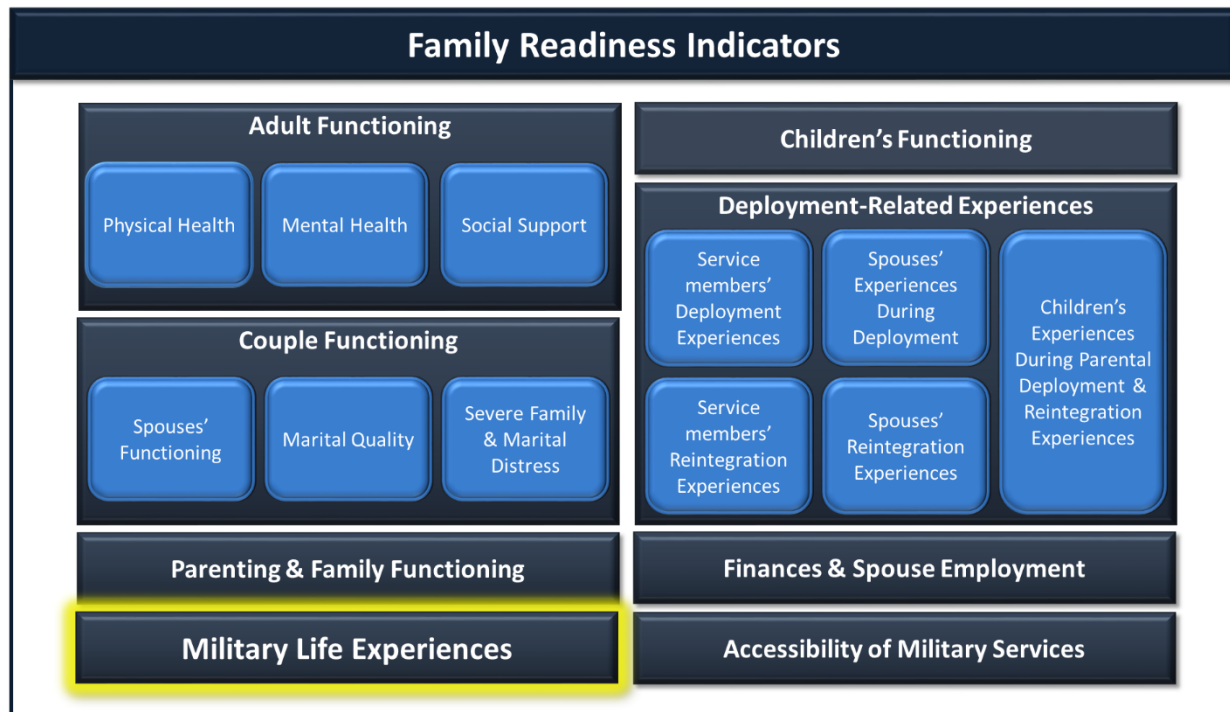 Family Readiness Indicators
Adult Functioning
Physical Health
Mental Health
Social Support
Couple Functioning
Spouses’
Functioning
Marital Quality
Severe Family
& Marital
Distress
Parenting & Family Functioning
Military Life Experiences
Children’s Functioning
Deployment-Related Experiences
Service
members’
Deployment
Experiences
Spouses’
Experiences
During
Deployment
Service
members’
Reintegration
Experiences
Spouses’
Reintegration
Experiences
Children’s
Experiences
During Parental
Deployment &
Reintegration
Experiences
Finances & Spouse Employment
Accessibility of Military Services